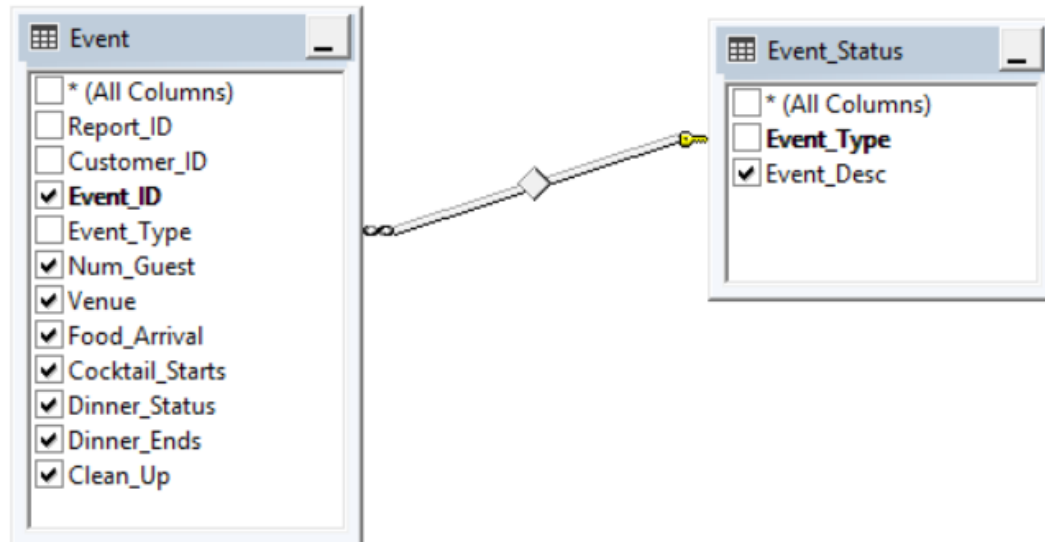 Event
* (All Columns)
Report_ID
Customer_ID
Event_ID
Event_Type
Num_Guest
Venue
Food_Arrival
Cocktail_Starts
Dinner_Status
Dinner_Ends
Clean_Up
Event_Status
* (All Columns)
Event_Type
Event_Desc